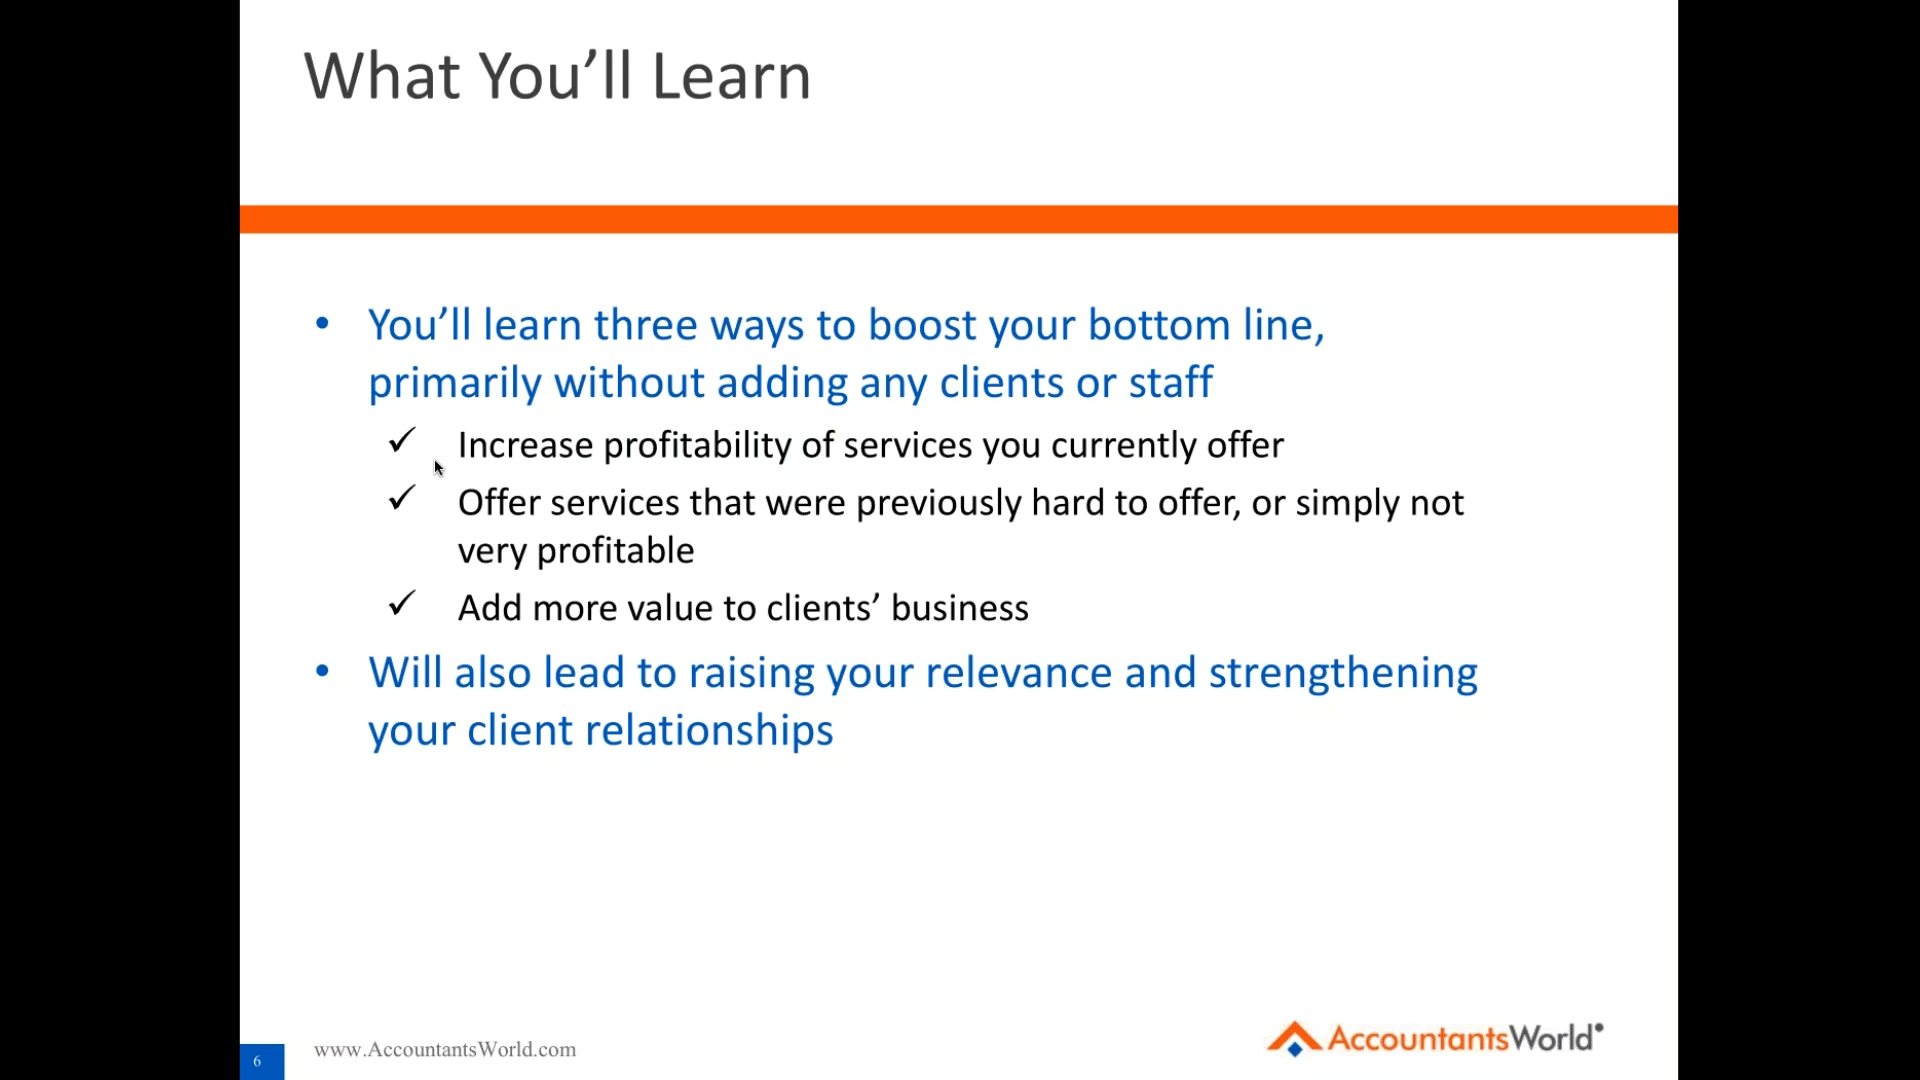 What You’ll Learn
• You’ll learn three ways to boost your bottom line,
primarily without adding any clients or staff
✓ Increase profitability of services you currently offer
✓ Offer services that were previously hard to offer, or simply not
very profitable
✓ Add more value to clients’ business
• Will also lead to raising your relevance and strengthening
your client relationships
6
www.AccountantsWorld.com
AccountantsWorld